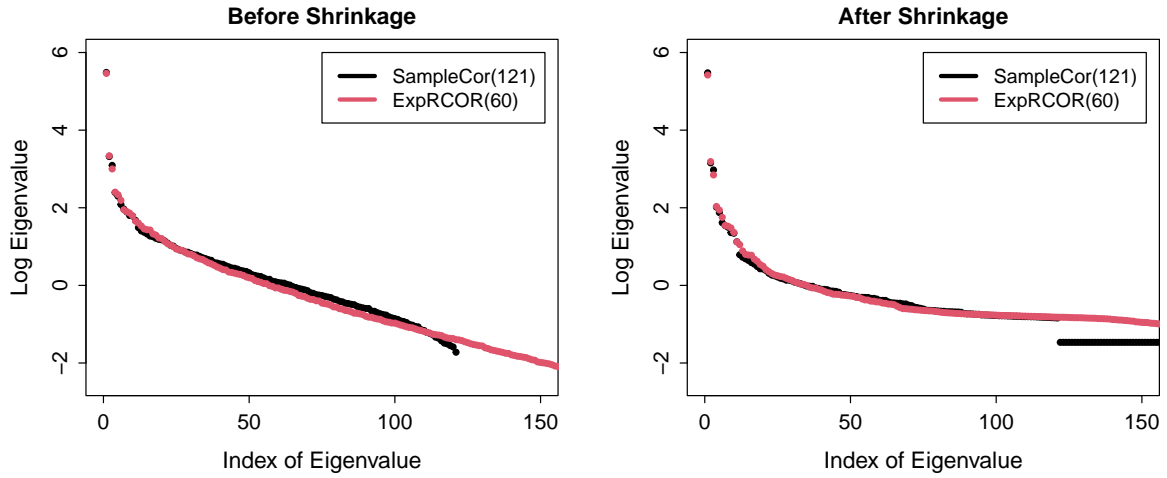 Before Shrinkage
Log Eigenvalue
6
4
2
0
−2
SampleCor(121)
ExpRCOR(60)
0
50
100
150
Index of Eigenvalue
After Shrinkage
Log Eigenvalue
6
4
2
0
−2
SampleCor(121)
ExpRCOR(60)
0
50
100
150
Index of Eigenvalue